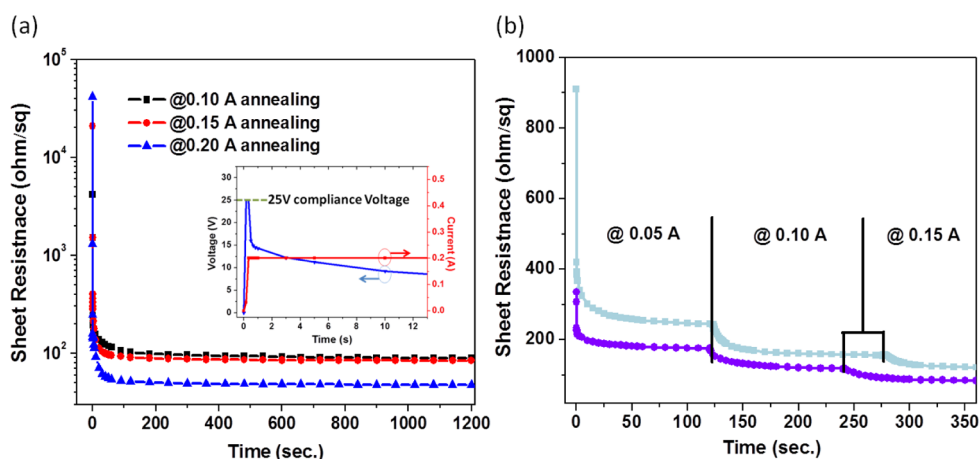 (a)
10^5
10^4
10^3
10^2
Sheet Resistnace (ohm/sq)
@0.10 A annealing
@0.15 A annealing
@0.20 A annealing
30
25
20
15
10
5
0
Voltage (V)
25V compliance Voltage
0.5
0.4
0.3
0.2
0.1
0.0
Current (A)
0 2 4 6 8 10 12
Time (s)
0 200 400 600 800 1000 1200
Time (sec.)
(b)
1000
800
600
400
200
Sheet Resistnace (ohm/sq)
@ 0.05 A
@ 0.10 A
@ 0.15 A
0 50 100 150 200 250 300 350
Time (sec.)